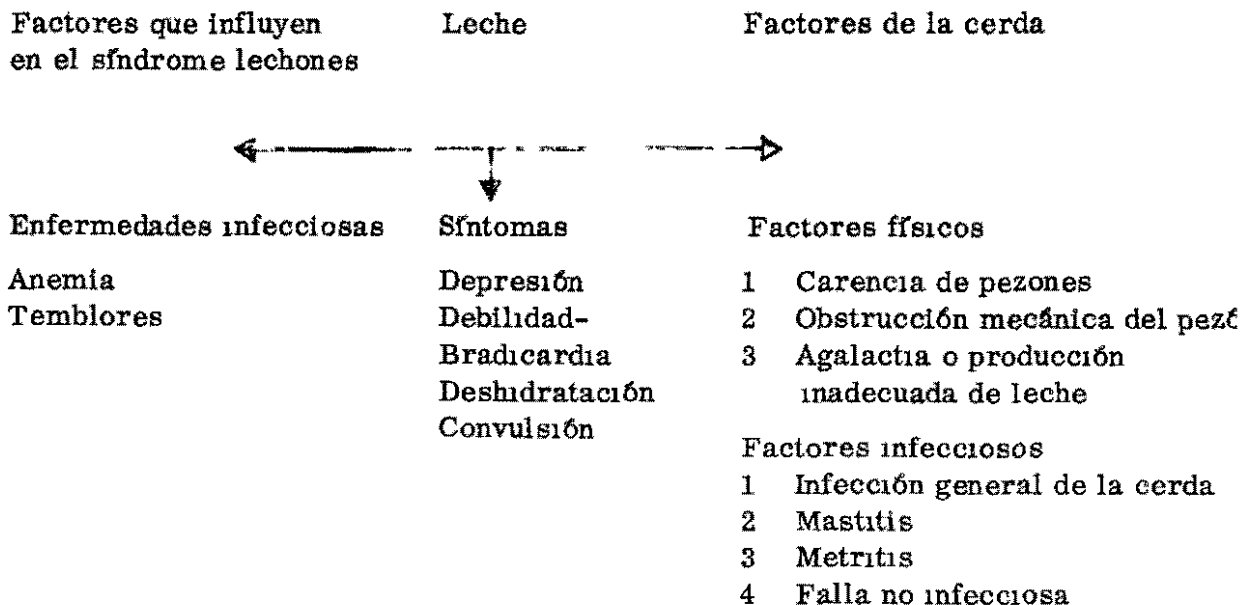 Factores que influyen
en el síndrome lechones
Leche
Factores de la cerda
Enfermedades infecciosas
Anemia
Temblores
Síntomas
Depresión
Debilidad-
Bradicardia
Deshidratación
Convulsión
Factores físicos
1 Carencia de pezones
2 Obstrucción mecánica del
3 Agalactia o producción
inadecuada de leche
Factores infecciosos
1 Infección general de la cerda
2 Mastitis
3 Metritis
4 Falla no infecciosa